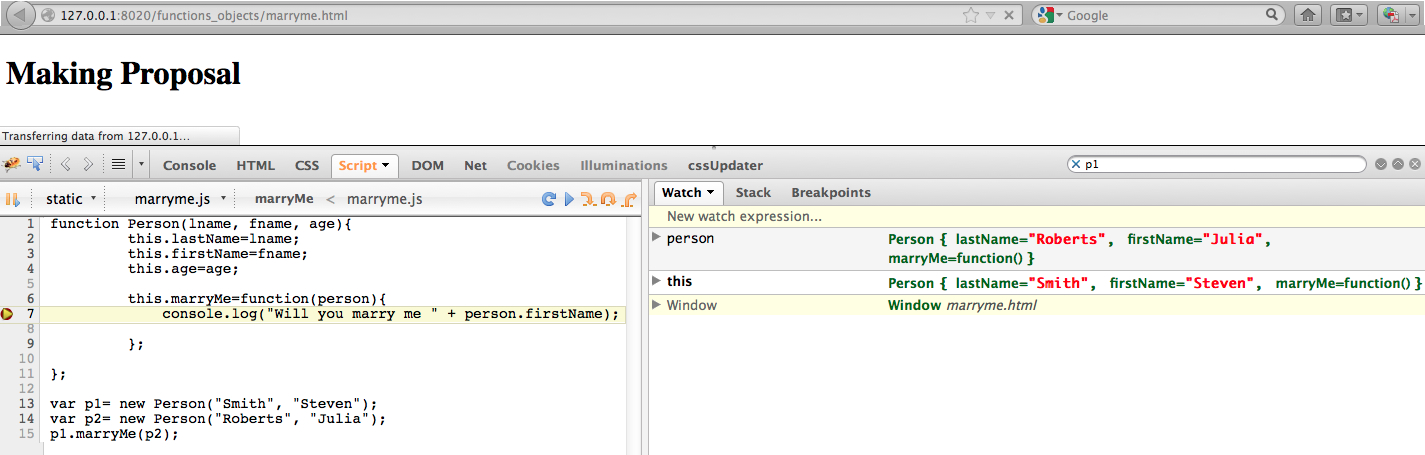 127.0.0.1:8020/functions_objects/marryme.html
Google
Making Proposal
Transferring data from 127.0.0.1...
Console HTML CSS Script DOM Net Cookies Illuminations cssUpdater
p1
static marryme.js marryMe < marryme.js
Watch Stack Breakpoints
1 function Person(lname, fname, age){
2 this.lastName=lname;
3 this.firstName=fname;
4 this.age=age;
5
6 this.marryMe=function(person){
7 console.log("Will you marry me " + person.firstName);
8
9 };
10
11 };
12
13 var p1= new Person("Smith", "Steven");
14 var p2= new Person("Roberts", "Julia");
15 p1.marryMe(p2);
New watch expression...
person Person { lastName="Roberts", firstName="Julia",
marryMe=function() }
this Person { lastName="Smith", firstName="Steven", marryMe=function() }
Window Window marryme.html